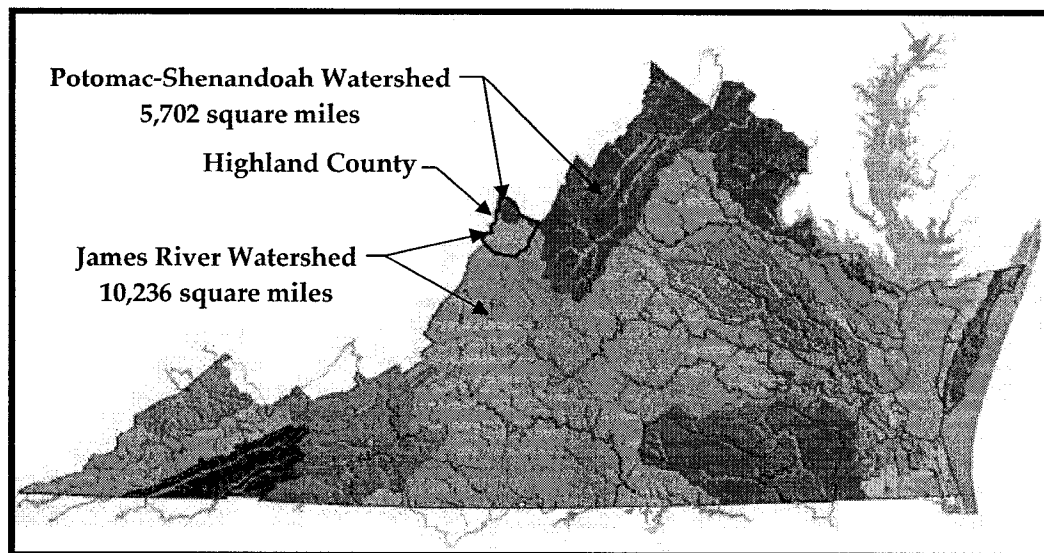 Potomac-Shenandoah Watershed
5,702 square miles
Highland County
James River Watershed
10,236 square miles